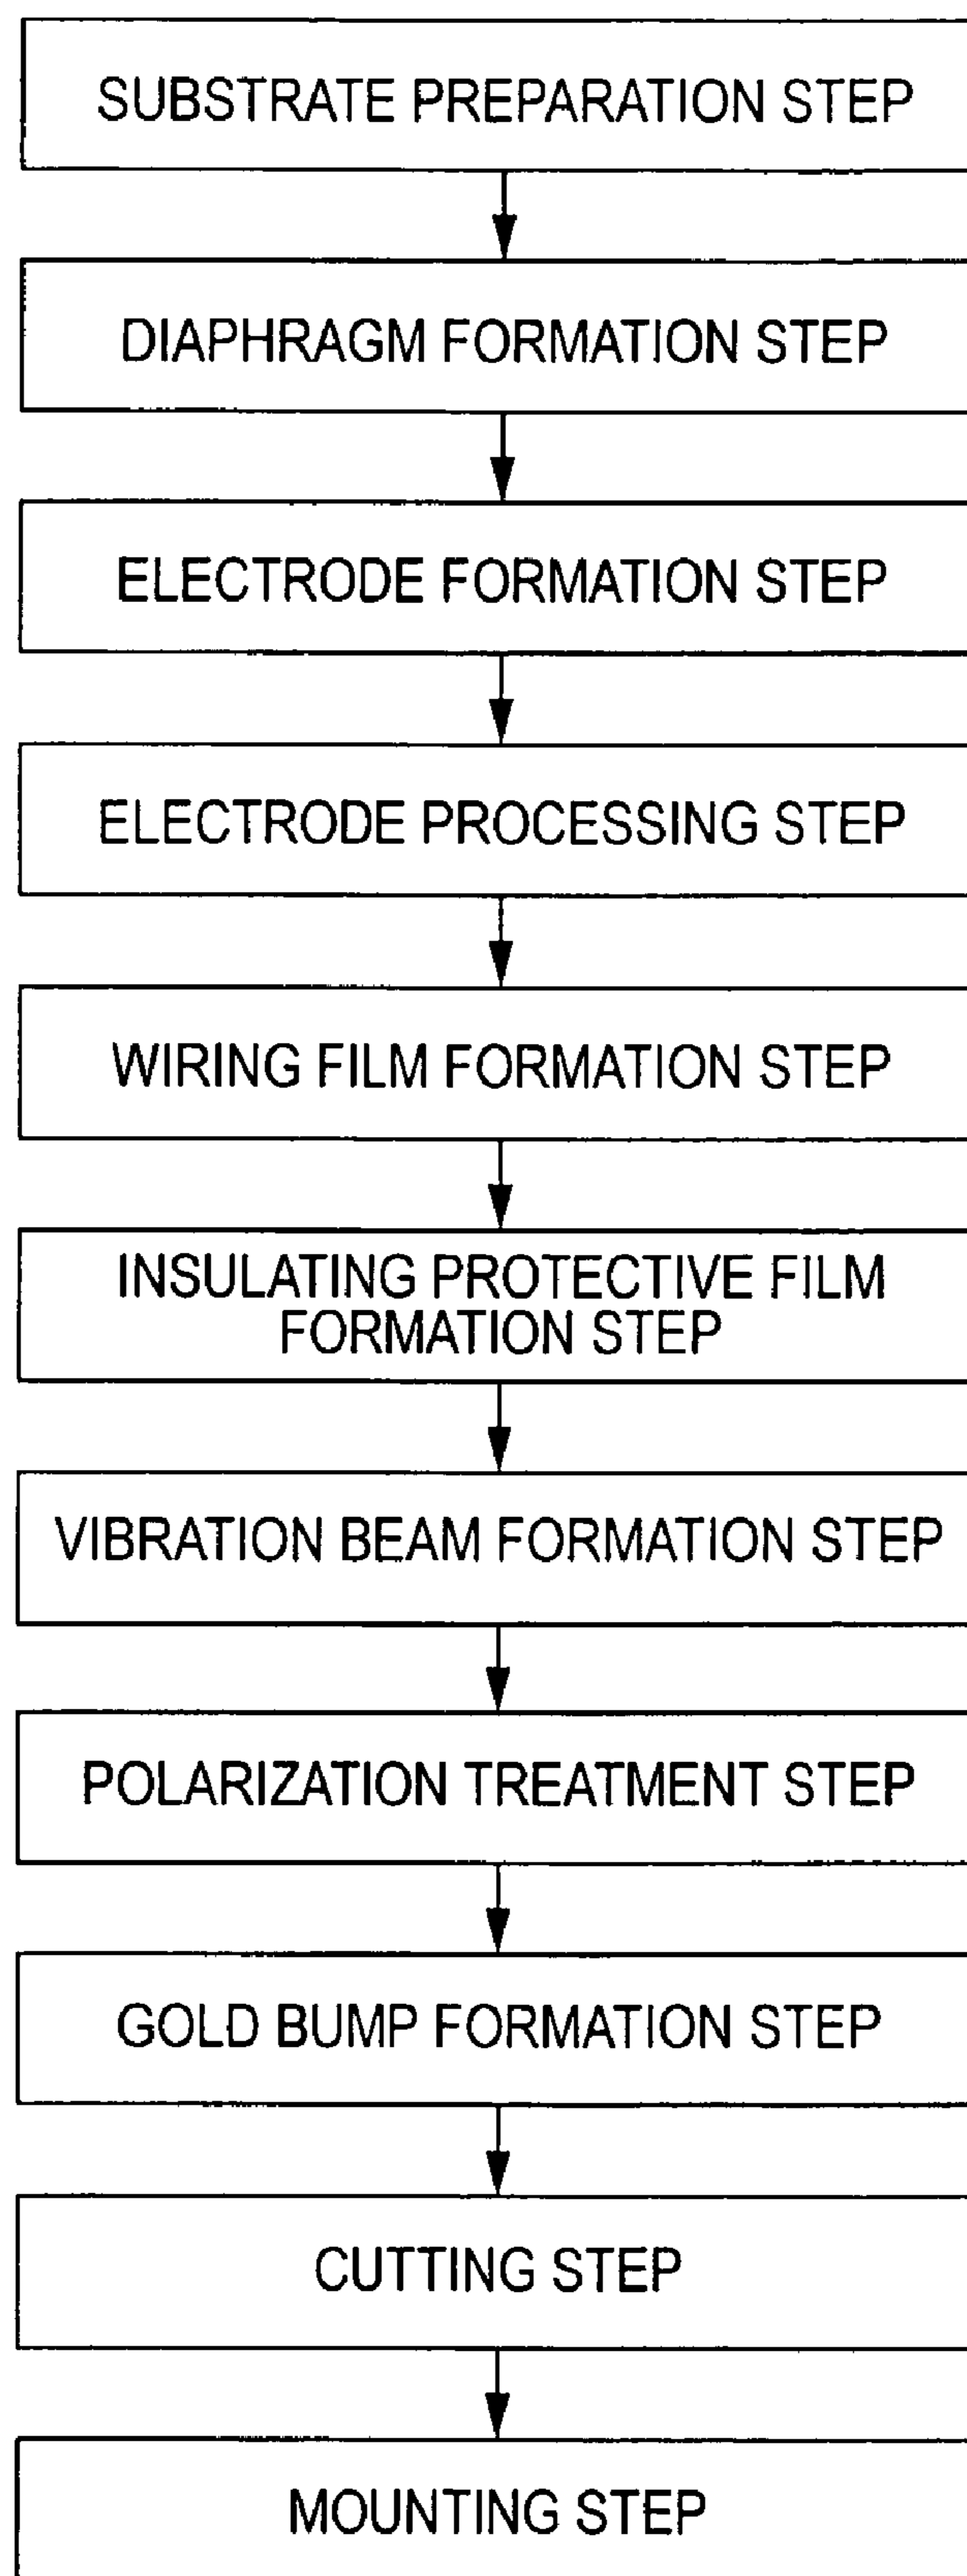 SUBSTRATE PREPARATION STEP
DIAPHRAGM FORMATION STEP
ELECTRODE FORMATION STEP
ELECTRODE PROCESSING STEP
WIRING FILM FORMATION STEP
INSULATING PROTECTIVE FILM
FORMATION STEP
VIBRATION BEAM FORMATION STEP
POLARIZATION TREATMENT STEP
GOLD BUMP FORMATION STEP
CUTTING STEP
MOUNTING STEP